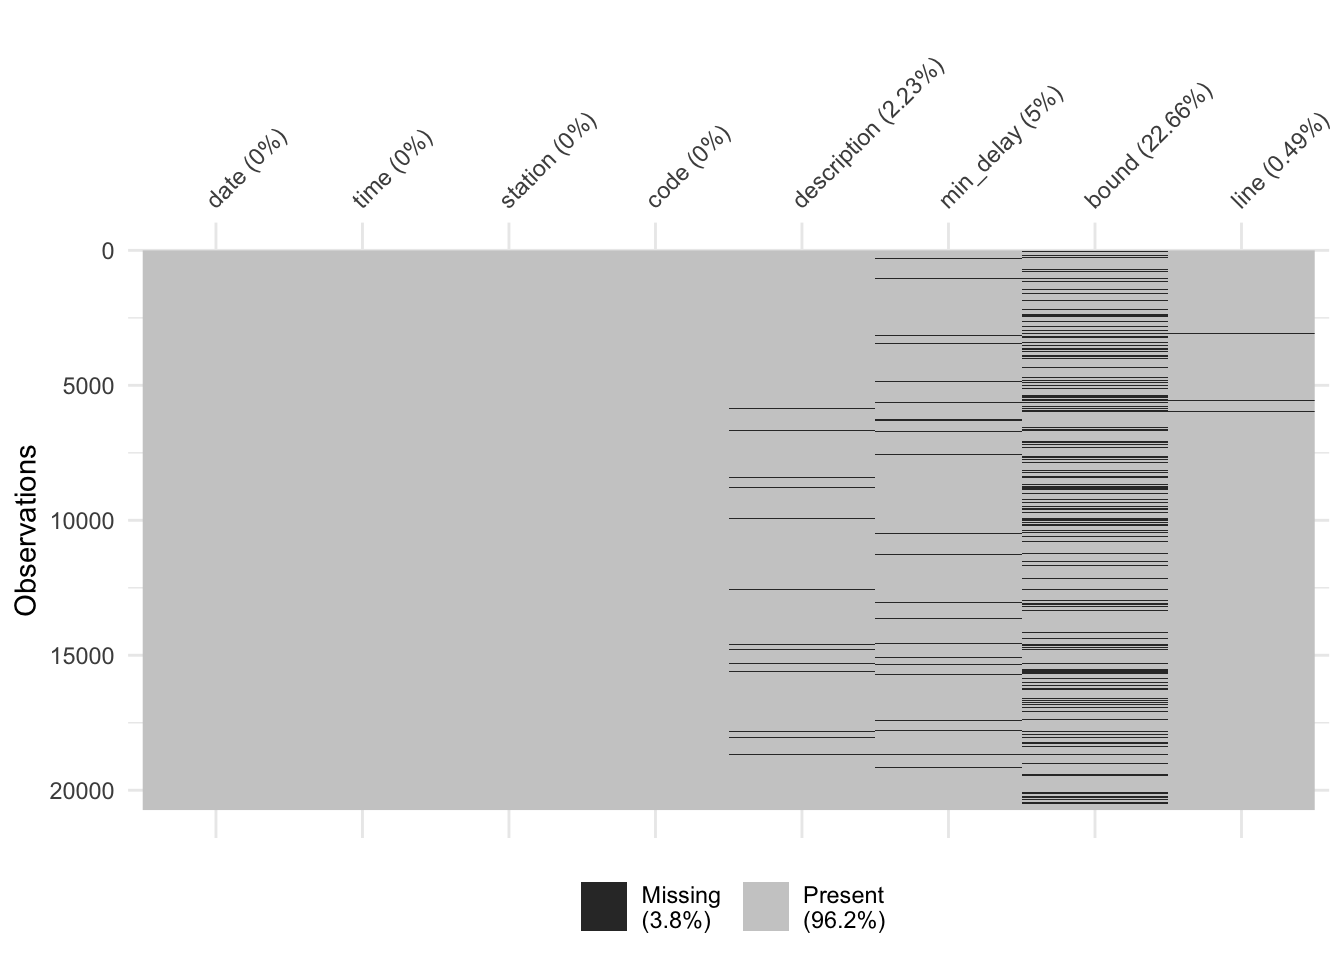 date (0%)
time (0%)
station (0%)
code (0%)
description (2.23%)
min_delay (5%)
bound (22.66%)
line (0.49%)
0
5000
10000
15000
20000
Observations
Missing
(3.8%)
Present
(96.2%)